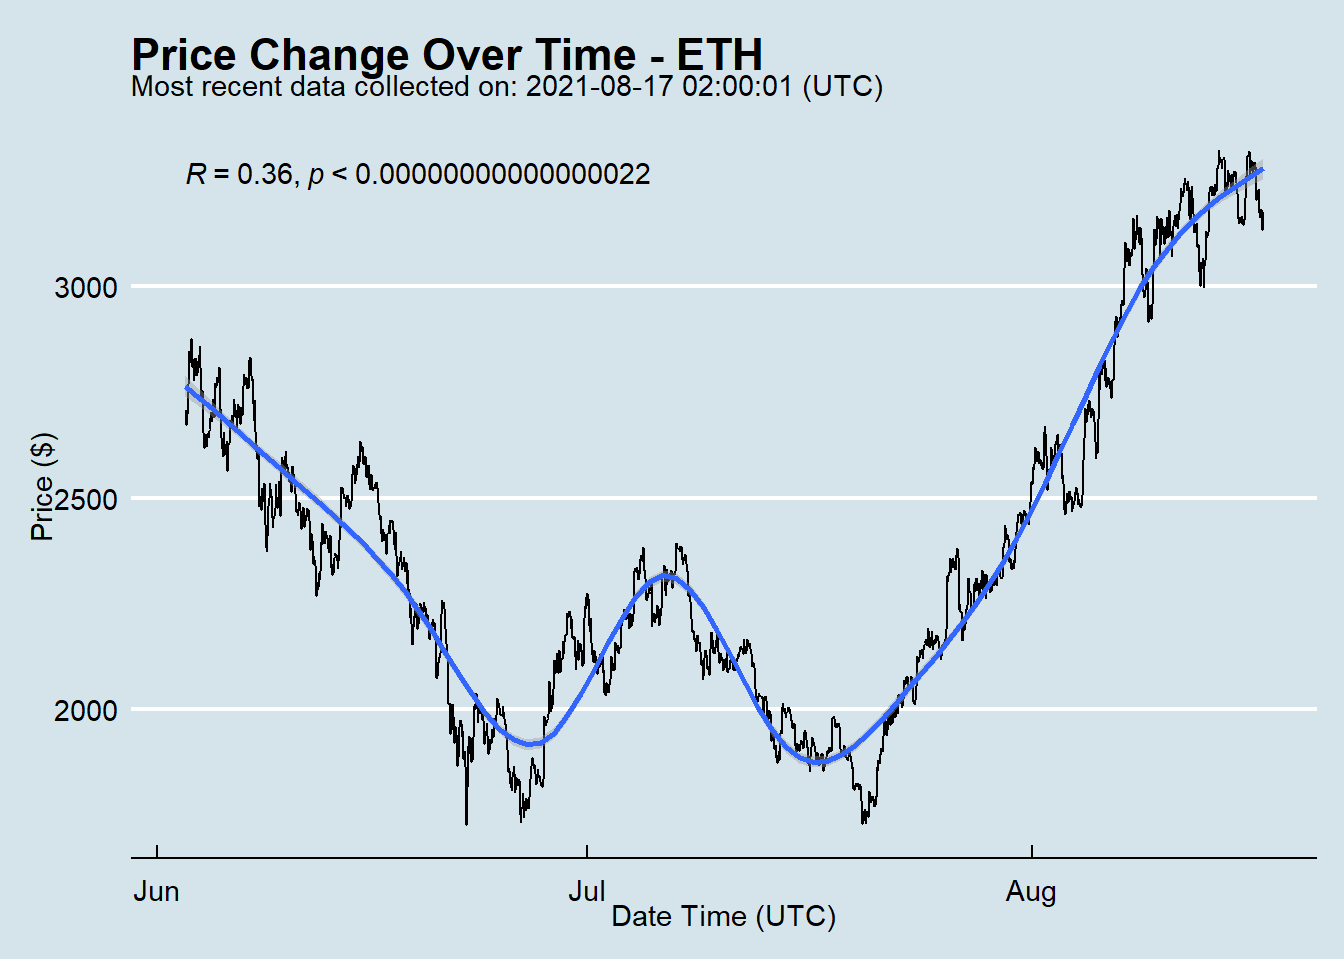 Price Change Over Time - ETH
Most recent data collected on: 2021-08-17 02:00:01 (UTC)
R = 0.36, p < 0.00000000000000022
3000
2500
2000
Price ($)
Jun
Jul
Aug
Date Time (UTC)